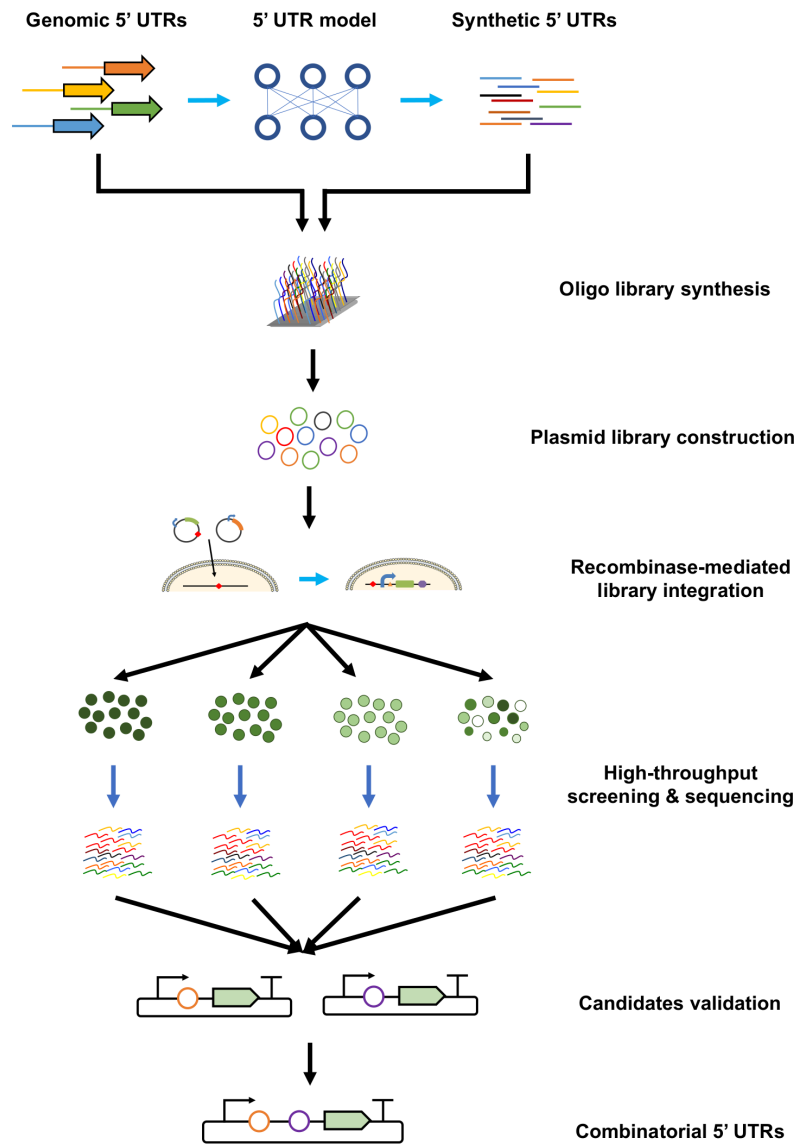 Genomic 5’ UTRs
5’ UTR model
Synthetic 5’ UTRs
Oligo library synthesis
Plasmid library construction
Recombinase-mediated
library integration
High-throughput
screening & sequencing
Candidates validation
Combinatorial 5’ UTRs